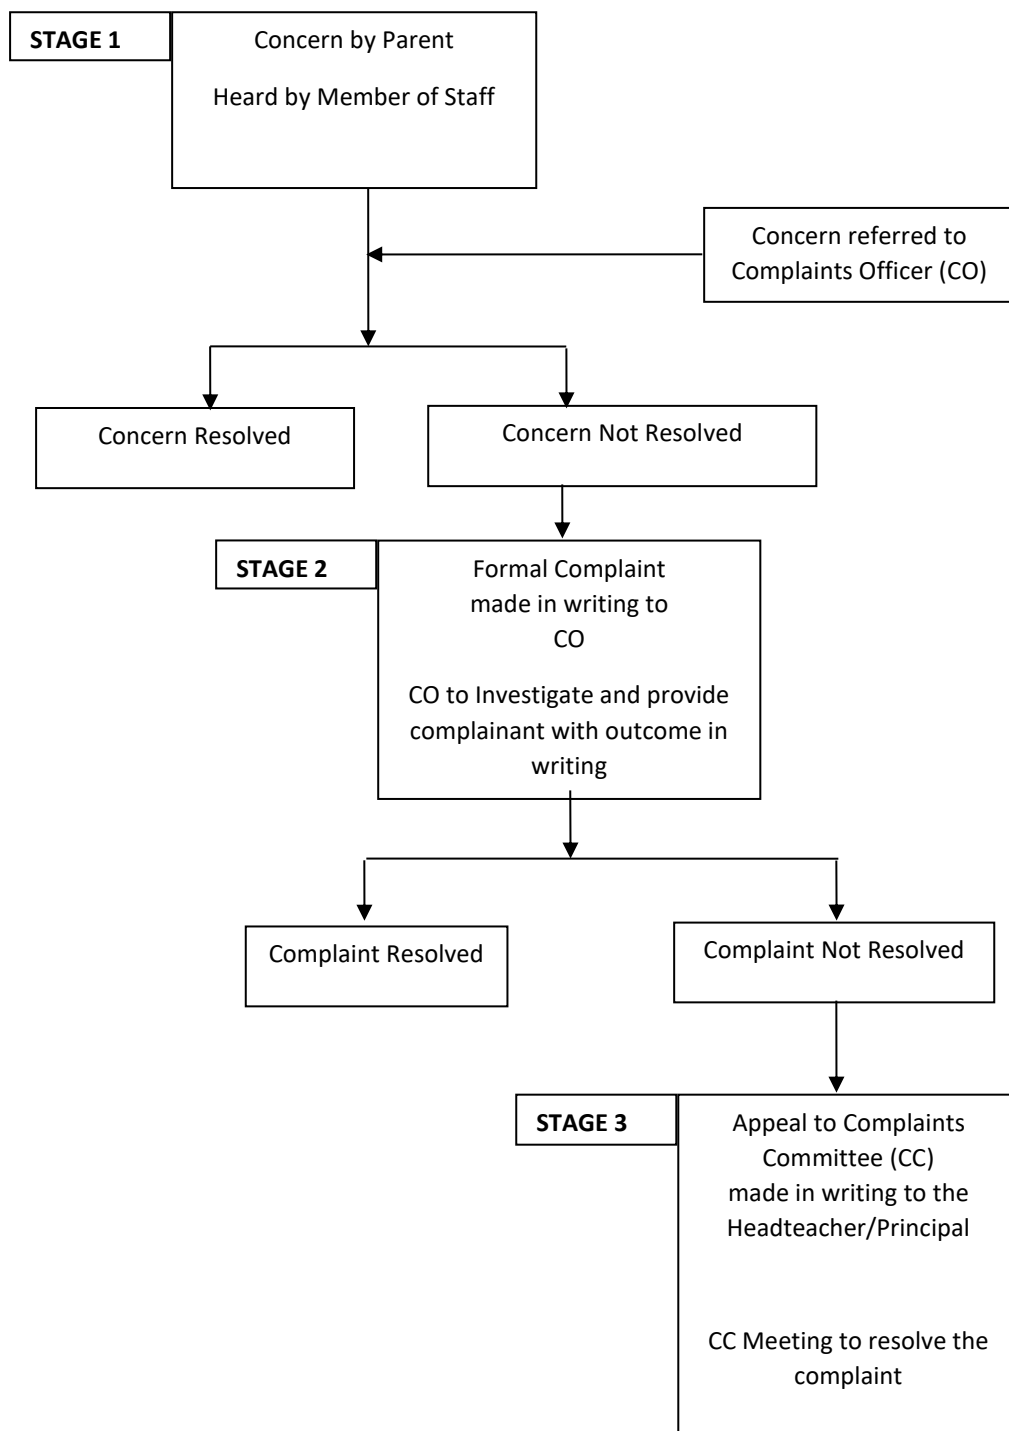 STAGE 1
Concern by Parent
Heard by Member of Staff
Concern referred to
Complaints Officer (CO)
Concern Resolved
Concern Not Resolved
STAGE 2
Formal Complaint
made in writing to
CO
CO to Investigate and provide
complainant with outcome in
writing
Complaint Resolved
Complaint Not Resolved
STAGE 3
Appeal to Complaints
Committee (CC)
made in writing to the
Headteacher/Principal
CC Meeting to resolve the
complaint